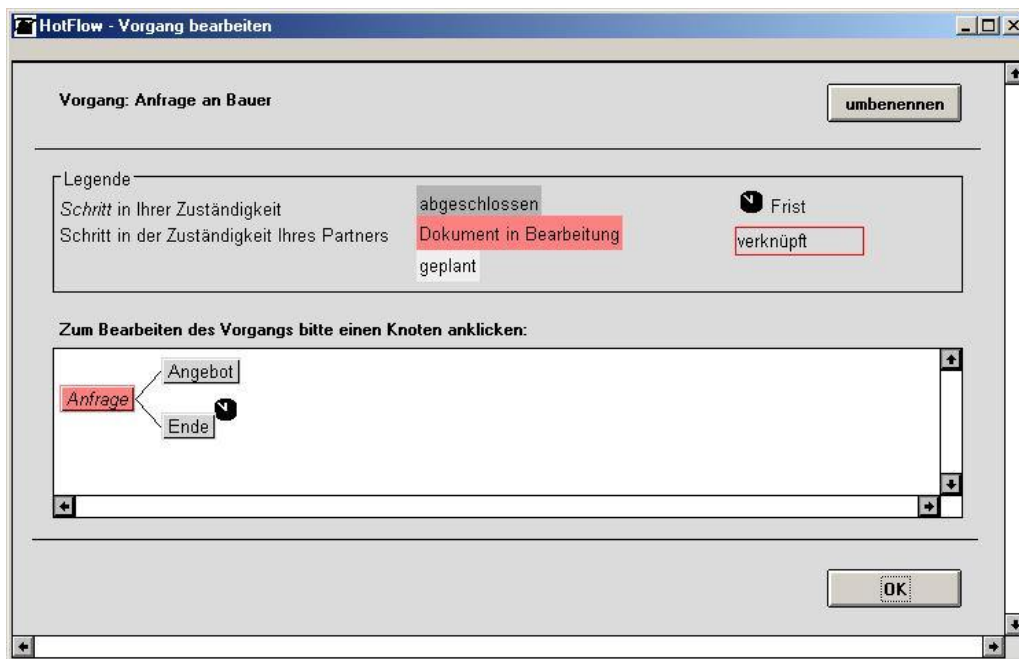 HotFlow - Vorgang bearbeiten
Vorgang: Anfrage an Bauer
umbenennen
Legende
Schritt in Ihrer Zuständigkeit
abgeschlossen
Frist
Schritt in der Zuständigkeit Ihres Partners
Dokument in Bearbeitung
verknüpft
geplant
Zum Bearbeiten des Vorgangs bitte einen Knoten anklicken:
Angebot
Anfrage
Ende
OK